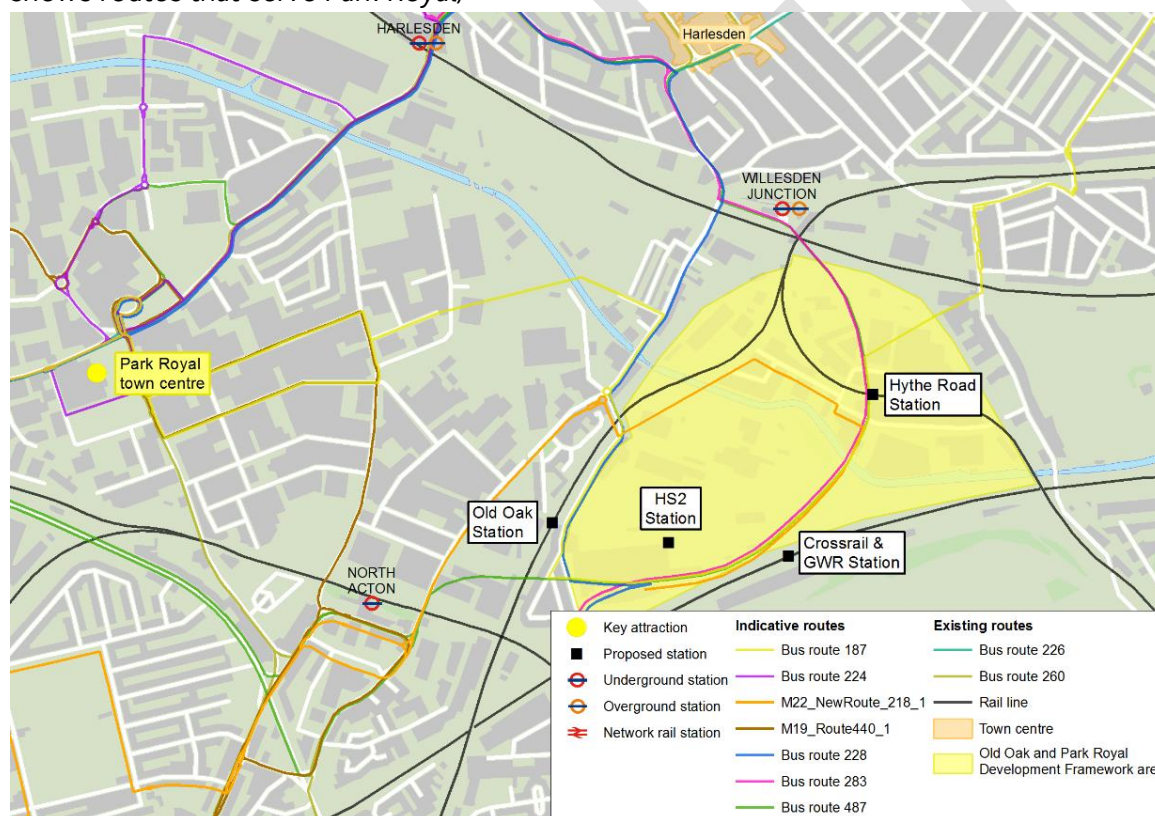 shows routes that serve Park Royal)
HARLESDEN
Harlesden
WILLESDEN
JUNCTION
Park Royal
town centre
Hythe Road
Station
Old Oak
Station
HS2
Station
Crossrail &
GWR Station
NORTH
ACTON
Key attraction
Proposed station
Underground station
Overground station
Network rail station
Indicative routes
Bus route 187
Bus route 224
M22_NewRoute_218_1
M19_Route440_1
Bus route 228
Bus route 283
Bus route 487
Existing routes
Bus route 226
Bus route 260
Rail line
Town centre
Old Oak and Park Royal
Development Framework are